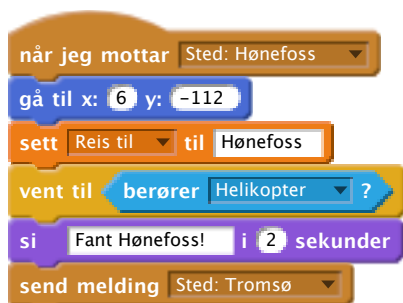 når jeg mottar Sted: Hønefoss
gå til x: 6 y: -112
sett Reis til til Hønefoss
vent til berører Helikopter ?
si Fant Hønefoss! i 2 sekunder
send melding Sted: Tromsø